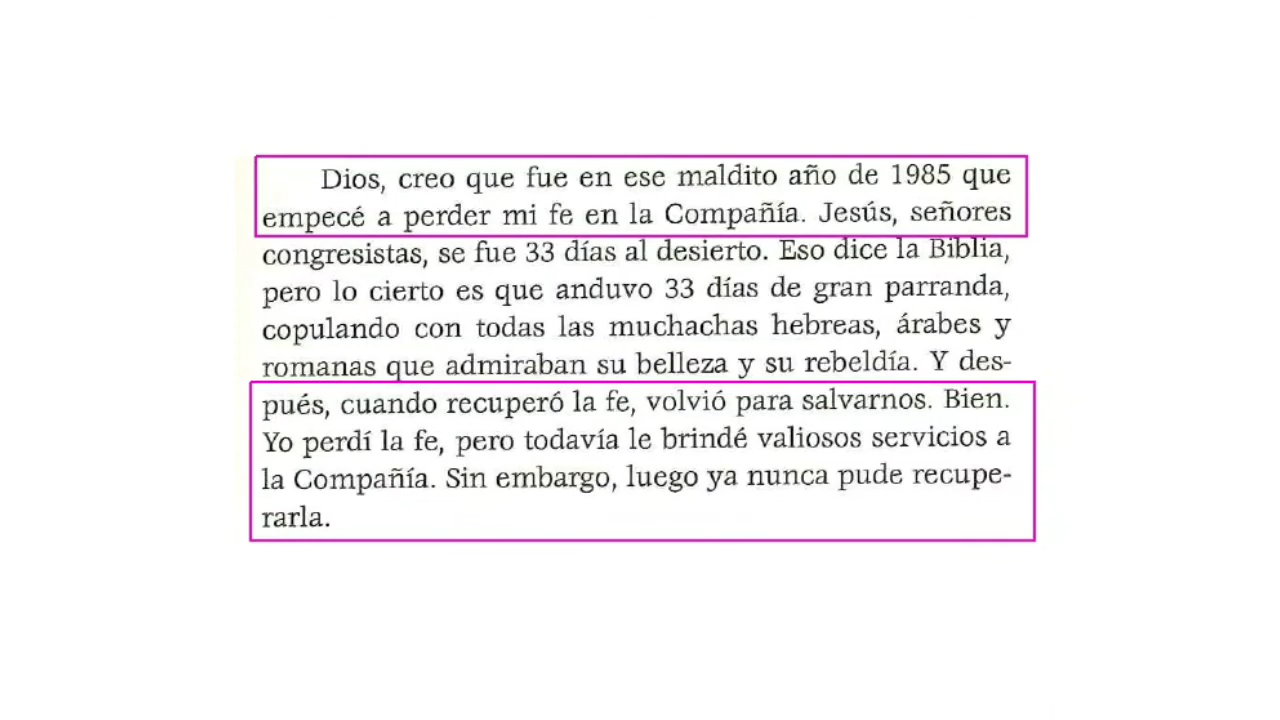 Dios, creo que fue en ese maldito año de 1985 que
empecé a perder mi fe en la Compañía. Jesús, señores
congresistas, se fue 33 días al desierto. Eso dice la Biblia,
pero lo cierto es que anduvo 33 días de gran parranda,
copulando con todas las muchachas hebreas, árabes y
romanas que admiraban su belleza y su rebeldía. Y des-
pués, cuando recuperó la fe, volvió para salvarnos. Bien.
Yo perdí la fe, pero todavía le brindé valiosos servicios a
la Compañía. Sin embargo, luego ya nunca pude recupe-
rarla.